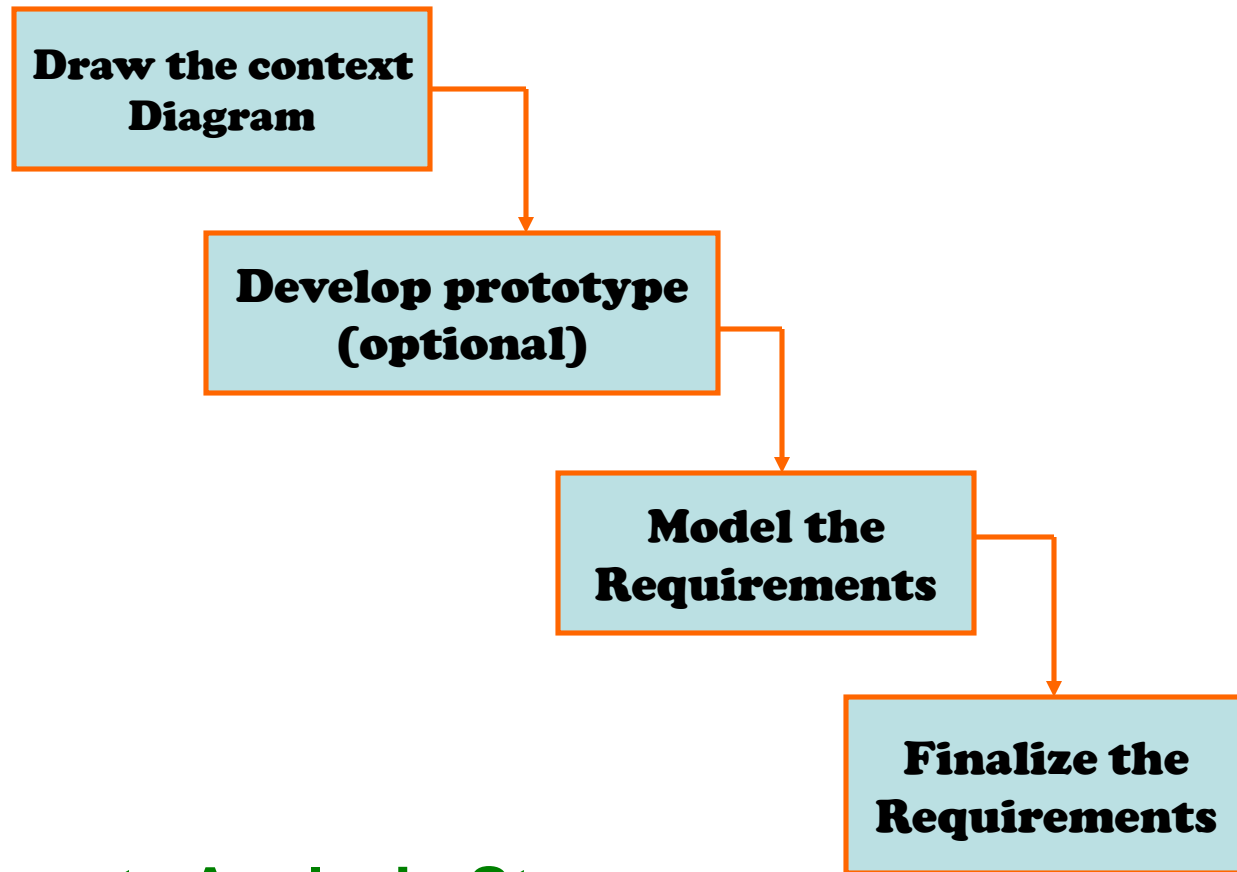 Draw the context
Diagram
Develop prototype
(optional)
Model the
Requirements
Finalize the
Requirements